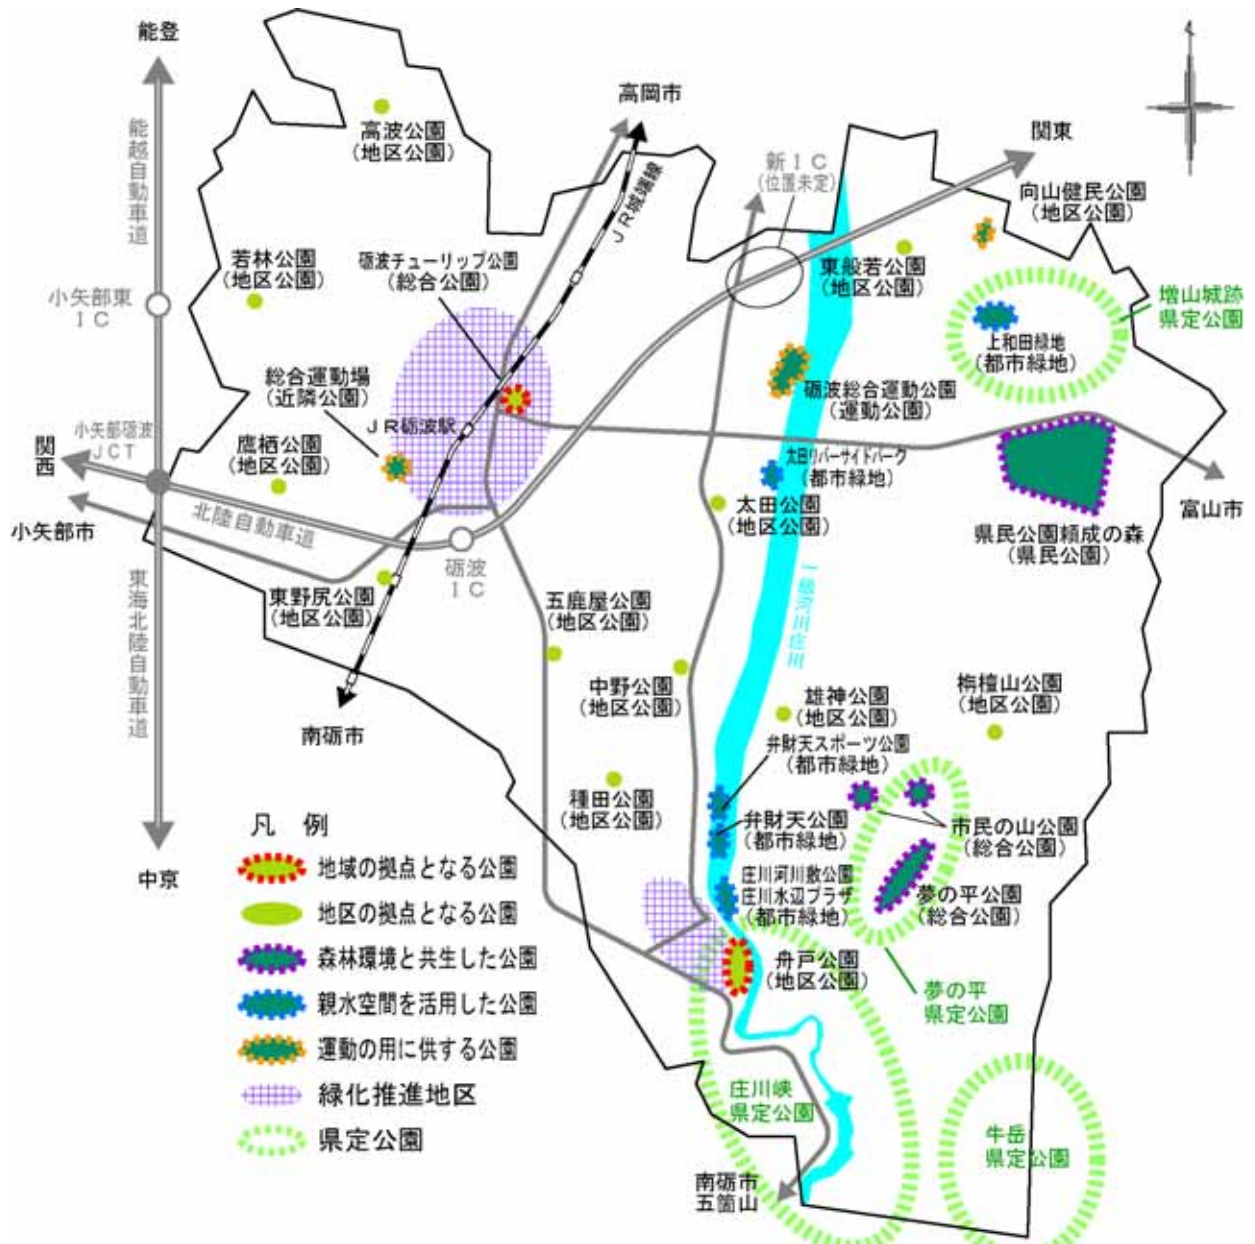 能登
高岡市
関東
能越自動車道
高波公園
(地区公園)
JR城端線
新IC
(位置未定)
向山健民公園
(地区公園)
若林公園
(地区公園)
砺波チューリップ公園
(総合公園)
東般若公園
(地区公園)
小矢部東
IC
増山城跡
県定公園
上和田緑地
(都市緑地)
総合運動場
(近隣公園)
砺波総合運動公園
(運動公園)
JR砺波駅
小矢部砺波
JCT
関西
鷹栖公園
(地区公園)
太田リバーサイドパーク
(都市緑地)
太田公園
(地区公園)
富山市
小矢部市
北陸自動車道
県民公園頼成の森
(県民公園)
砺波
IC
東海北陸自動車道
東野尻公園
(地区公園)
五鹿屋公園
(地区公園)
一級河川庄川
中野公園
(地区公園)
雄神公園
(地区公園)
栴檀山公園
(地区公園)
南砺市
弁財天スポーツ公園
(都市緑地)
種田公園
(地区公園)
弁財天公園
(都市緑地)
市民の山公園
(総合公園)
凡 例
中京
地域の拠点となる公園
庄川河川敷公園
庄川水辺プラザ
(都市緑地)
夢の平公園
(総合公園)
地区の拠点となる公園
森林環境と共生した公園
舟戸公園
(地区公園)
夢の平
県定公園
親水空間を活用した公園
運動の用に供する公園
緑化推進地区
庄川峡
県定公園
県定公園
牛岳
県定公園
南砺市
五箇山